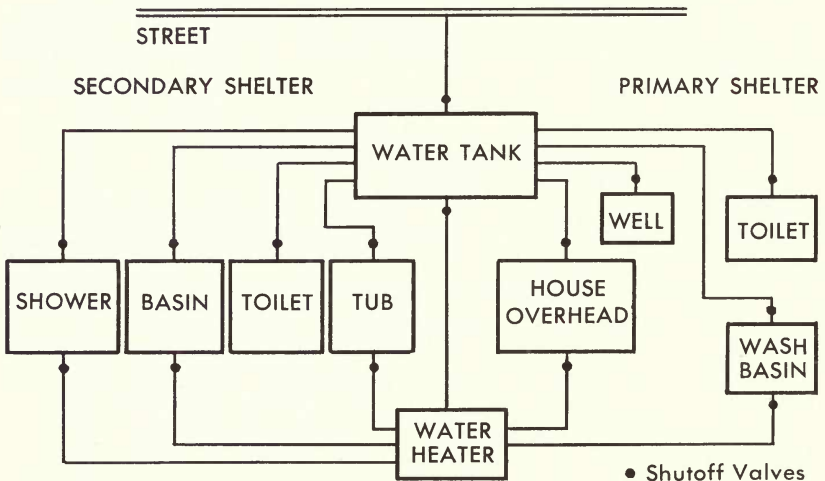 STREET
SECONDARY SHELTER
PRIMARY SHELTER
WATER TANK
WELL
TOILET
SHOWER
BASIN
TOILET
TUB
HOUSE
OVERHEAD
WASH
BASIN
WATER
HEATER
Shutoff Valves